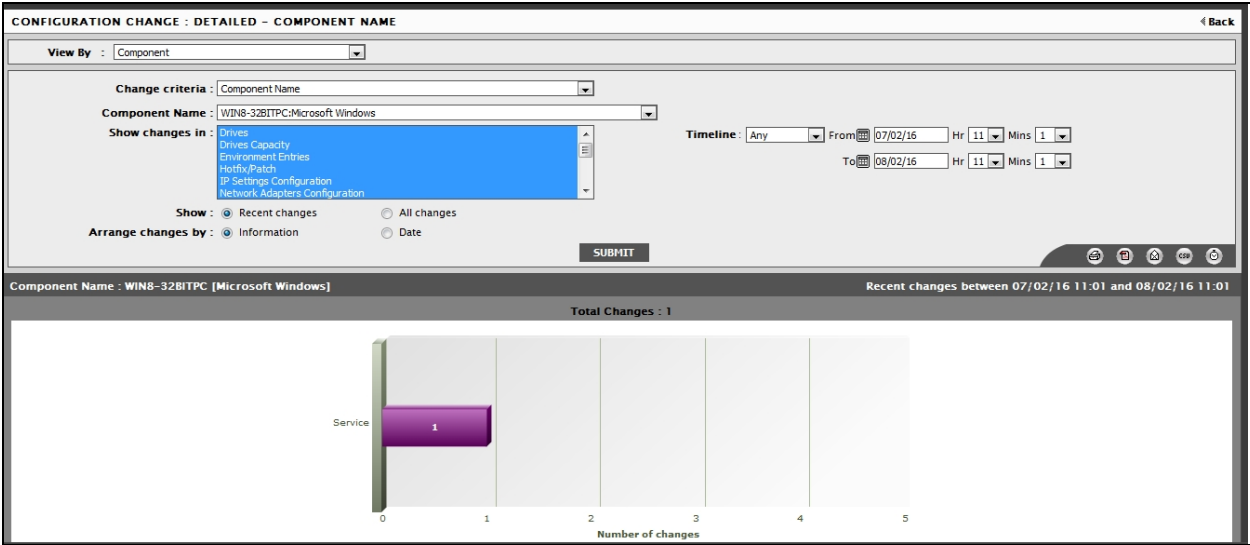 CONFIGURATION CHANGE : DETAILED - COMPONENT NAME
Back
View By : Component
Change criteria : Component Name
Component Name : WIN8-32BITPC:Microsoft Windows
Show changes in : Drives
Drives Capacity
Environment Entries
Hotfix/Patch
IP Settings Configuration
Network Adapters Configuration
Timeline : Any From 07/02/16 Hr 11 Mins 1
To 08/02/16 Hr 11 Mins 1
Show : Recent changes All changes
Arrange changes by : Information Date
SUBMIT
CSV
Component Name : WIN8-32BITPC [Microsoft Windows]
Recent changes between 07/02/16 11:01 and 08/02/16 11:01
Total Changes : 1
Service
1
0 1 2 3 4 5
Number of changes